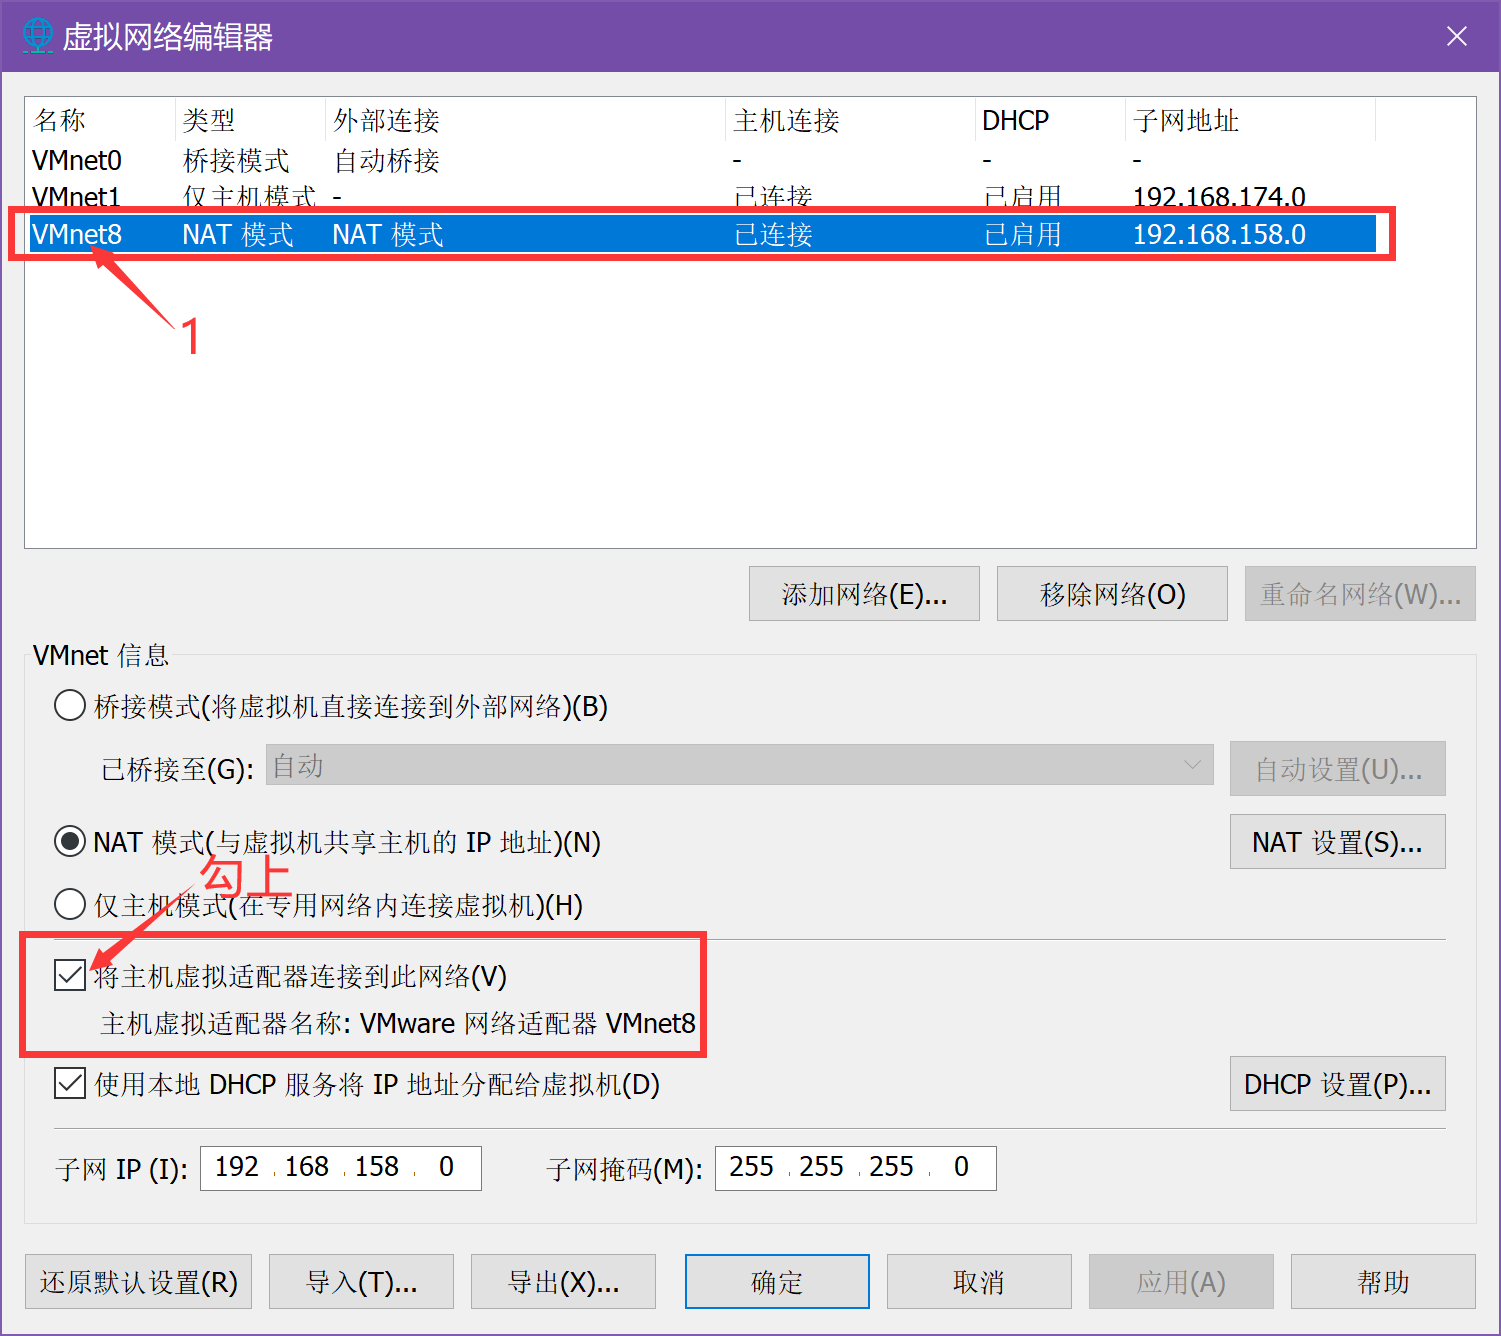 虚拟网络编辑器
名称 类型 外部连接 主机连接 DHCP 子网地址
VMnet0 桥接模式 自动桥接 - - -
VMnet1 仅主机模式 - 已连接 已启用 192.168.174.0
VMnet8 NAT 模式 NAT 模式 已连接 已启用 192.168.158.0
1
添加网络(E)... 移除网络(O) 重命名网络(W)...
VMnet 信息
桥接模式(将虚拟机直接连接到外部网络)(B)
已桥接至(G): 自动 自动设置(U)...
NAT 模式(与虚拟机共享主机的 IP 地址)(N) NAT 设置(S)...
勾上
仅主机模式(在专用网络内连接虚拟机)(H)
将主机虚拟适配器连接到此网络(V)
主机虚拟适配器名称: VMware 网络适配器 VMnet8
使用本地 DHCP 服务将 IP 地址分配给虚拟机(D) DHCP 设置(P)...
子网 IP (I): 192 . 168 . 158 . 0 子网掩码(M): 255 . 255 . 255 . 0
还原默认设置(R) 导入(T)... 导出(X)... 确定 取消 应用(A) 帮助